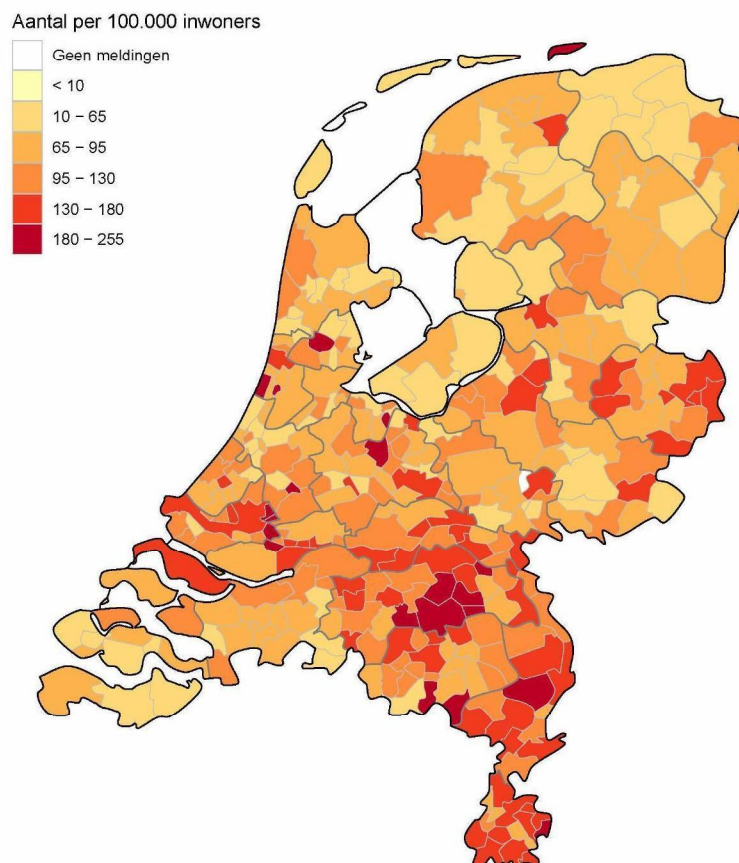 Aantal per 100.000 inwoners
Geen meldingen
< 10
10 − 65
65 − 95
95 − 130
130 − 180
180 − 255